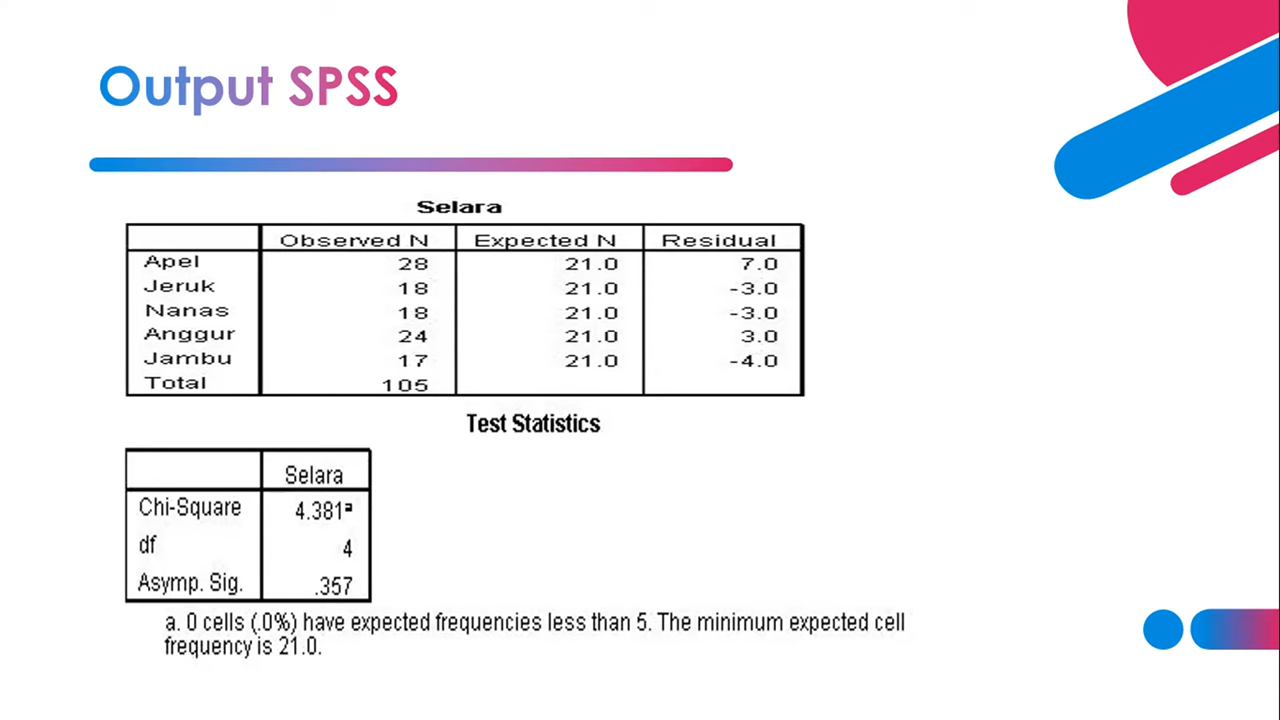 Output SPSS
Selara
Observed N Expected N Residual
Apel 28 21.0 7.0
Jeruk 18 21.0 -3.0
Nanas 18 21.0 -3.0
Anggur 24 21.0 3.0
Jambu 17 21.0 -4.0
Total 105
Test Statistics
Selara
Chi-Square 4.381ª
df 4
Asymp. Sig. .357
a. 0 cells (.0%) have expected frequencies less than 5. The minimum expected cell
frequency is 21.0.